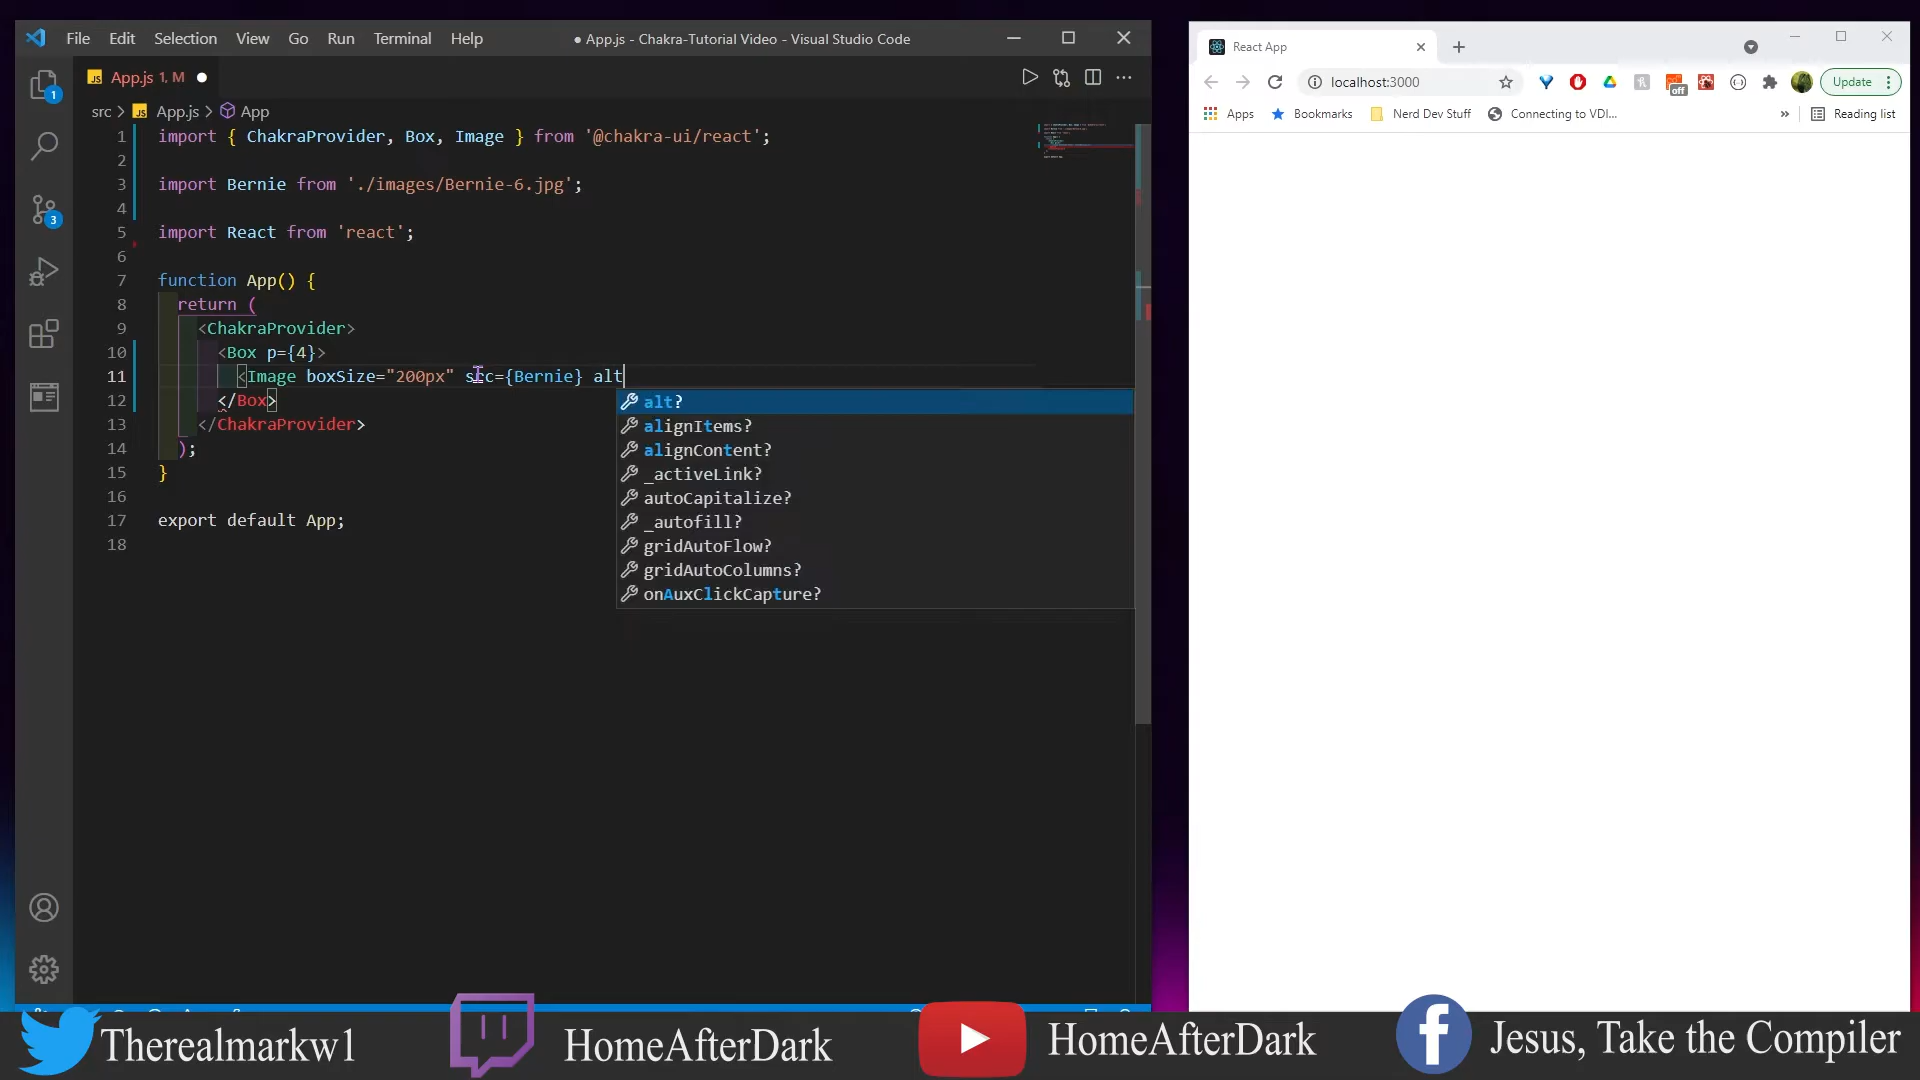 File Edit Selection View Go Run Terminal Help
● App.js - Chakra-Tutorial Video - Visual Studio Code
App.js 1, M
src > App.js > App
1 import { ChakraProvider, Box, Image } from '@chakra-ui/react';
2
3 import Bernie from './images/Bernie-6.jpg';
4
5 import React from 'react';
6
7 function App() {
8 return (
9 <ChakraProvider>
10 <Box p={4}>
11 <Image boxSize="200px" src={Bernie} alt
12 </Box>
13 </ChakraProvider>
14 );
15 }
16
17 export default App;
18
alt?
alignItems?
alignContent?
_activeLink?
autoCapitalize?
_autofill?
gridAutoFlow?
gridAutoColumns?
onAuxClickCapture?
1
3
React App
localhost:3000
off
Update
Apps Bookmarks Nerd Dev Stuff Connecting to VDI... » Reading list
Therealmarkw1 HomeAfterDark HomeAfterDark Jesus, Take the Compiler